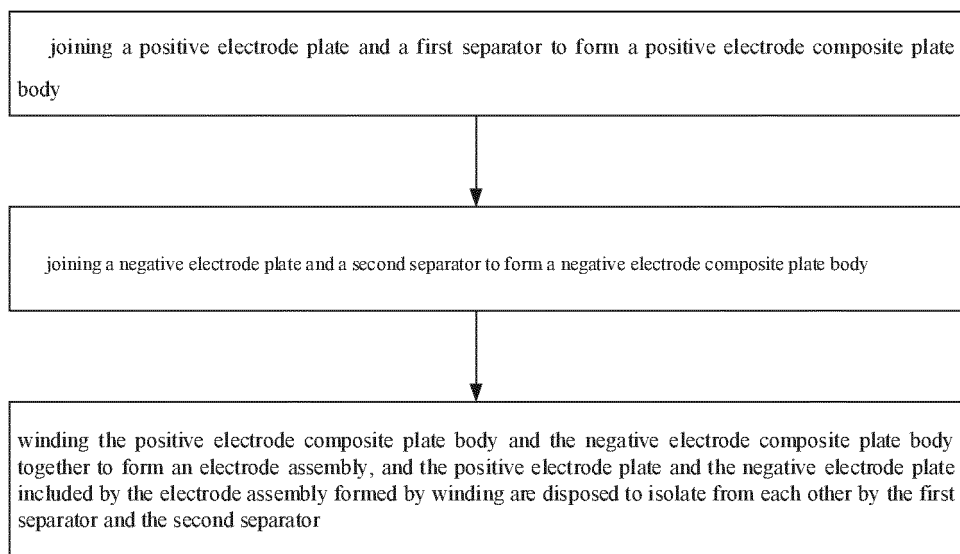 joining a positive electrode plate and a first separator to form a positive electrode composite plate
body
joining a negative electrode plate and a second separator to form a negative electrode composite plate body
winding the positive electrode composite plate body and the negative electrode composite plate body
together to form an electrode assembly, and the positive electrode plate and the negative electrode plate
included by the electrode assembly formed by winding are disposed to isolate from each other by the first
separator and the second separator